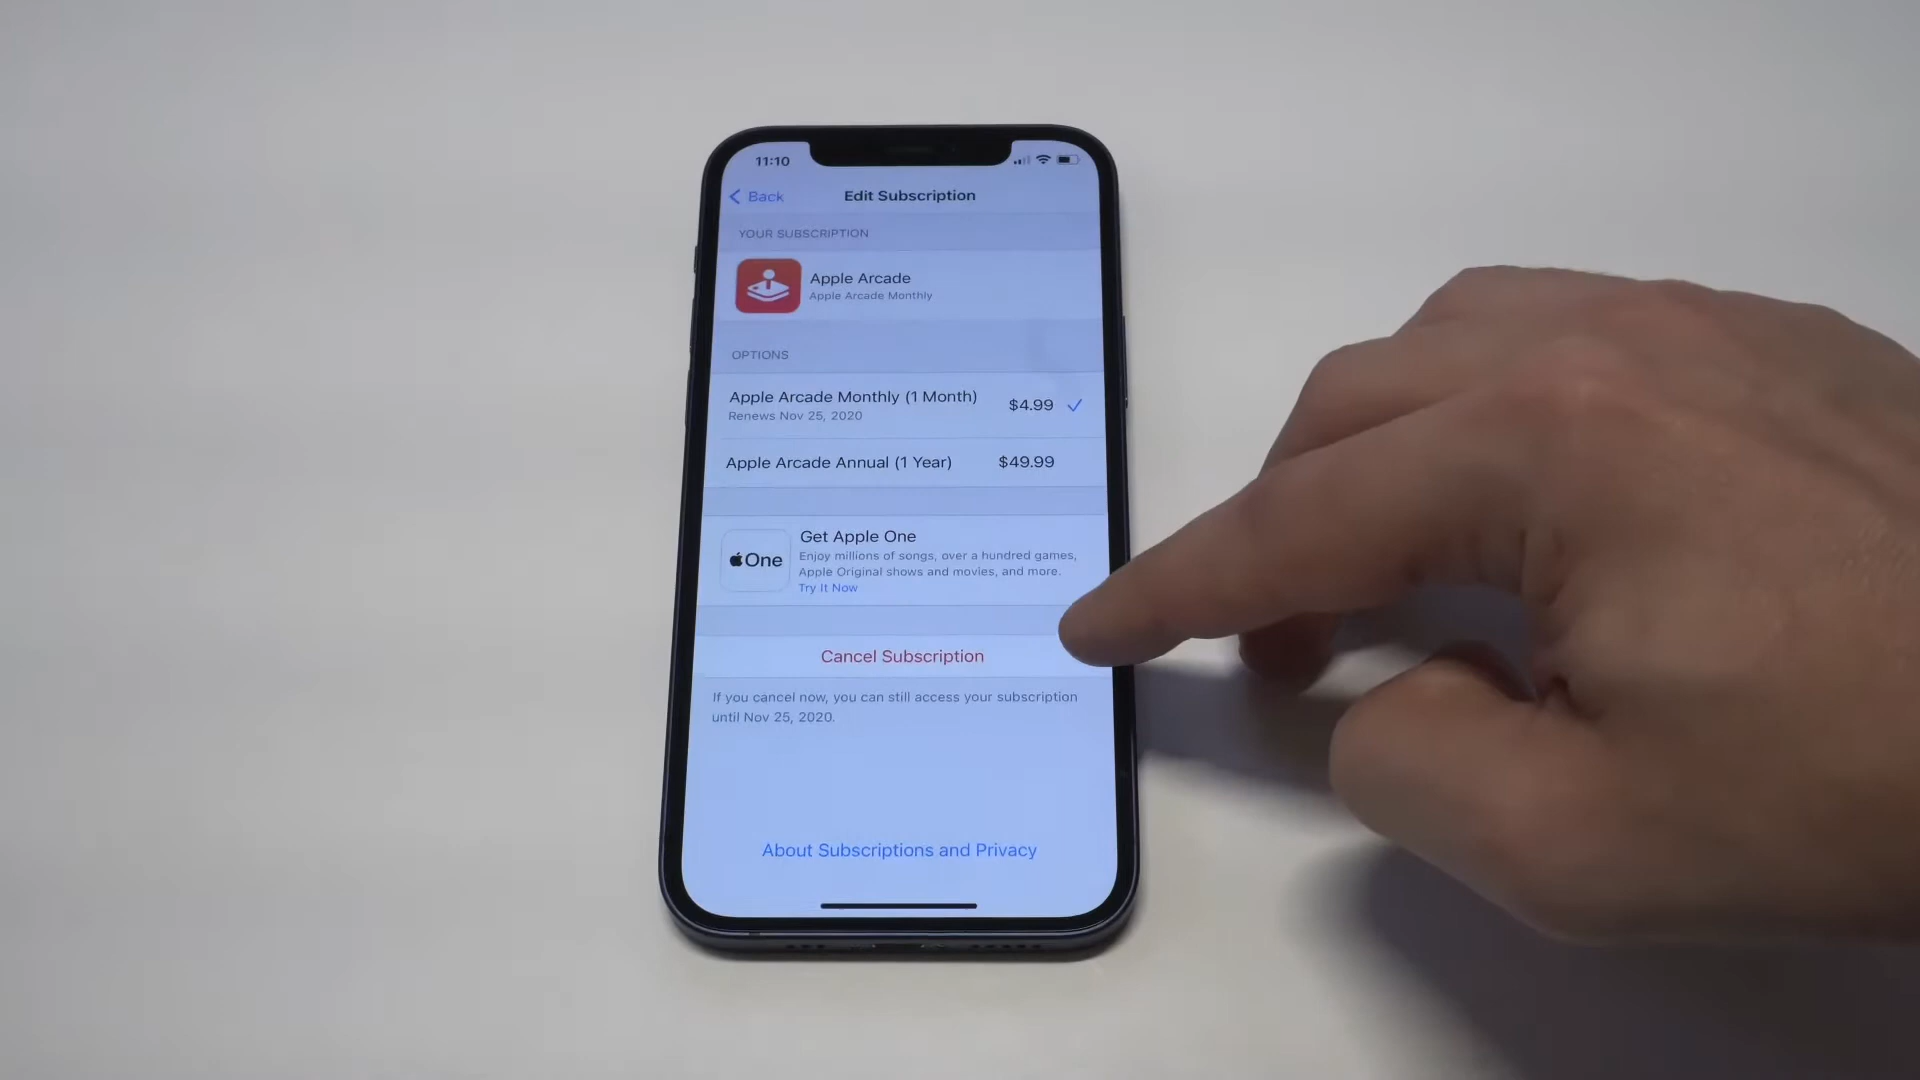 11:10
Back
Edit Subscription
YOUR SUBSCRIPTION
Apple Arcade
Apple Arcade Monthly
OPTIONS
Apple Arcade Monthly (1 Month)
Renews Nov 25, 2020
$4.99
Apple Arcade Annual (1 Year)
$49.99
One
Get Apple One
Enjoy millions of songs, over a hundred games,
Apple Original shows and movies, and more.
Try It Now
Cancel Subscription
If you cancel now, you can still access your subscription
until Nov 25, 2020.
About Subscriptions and Privacy